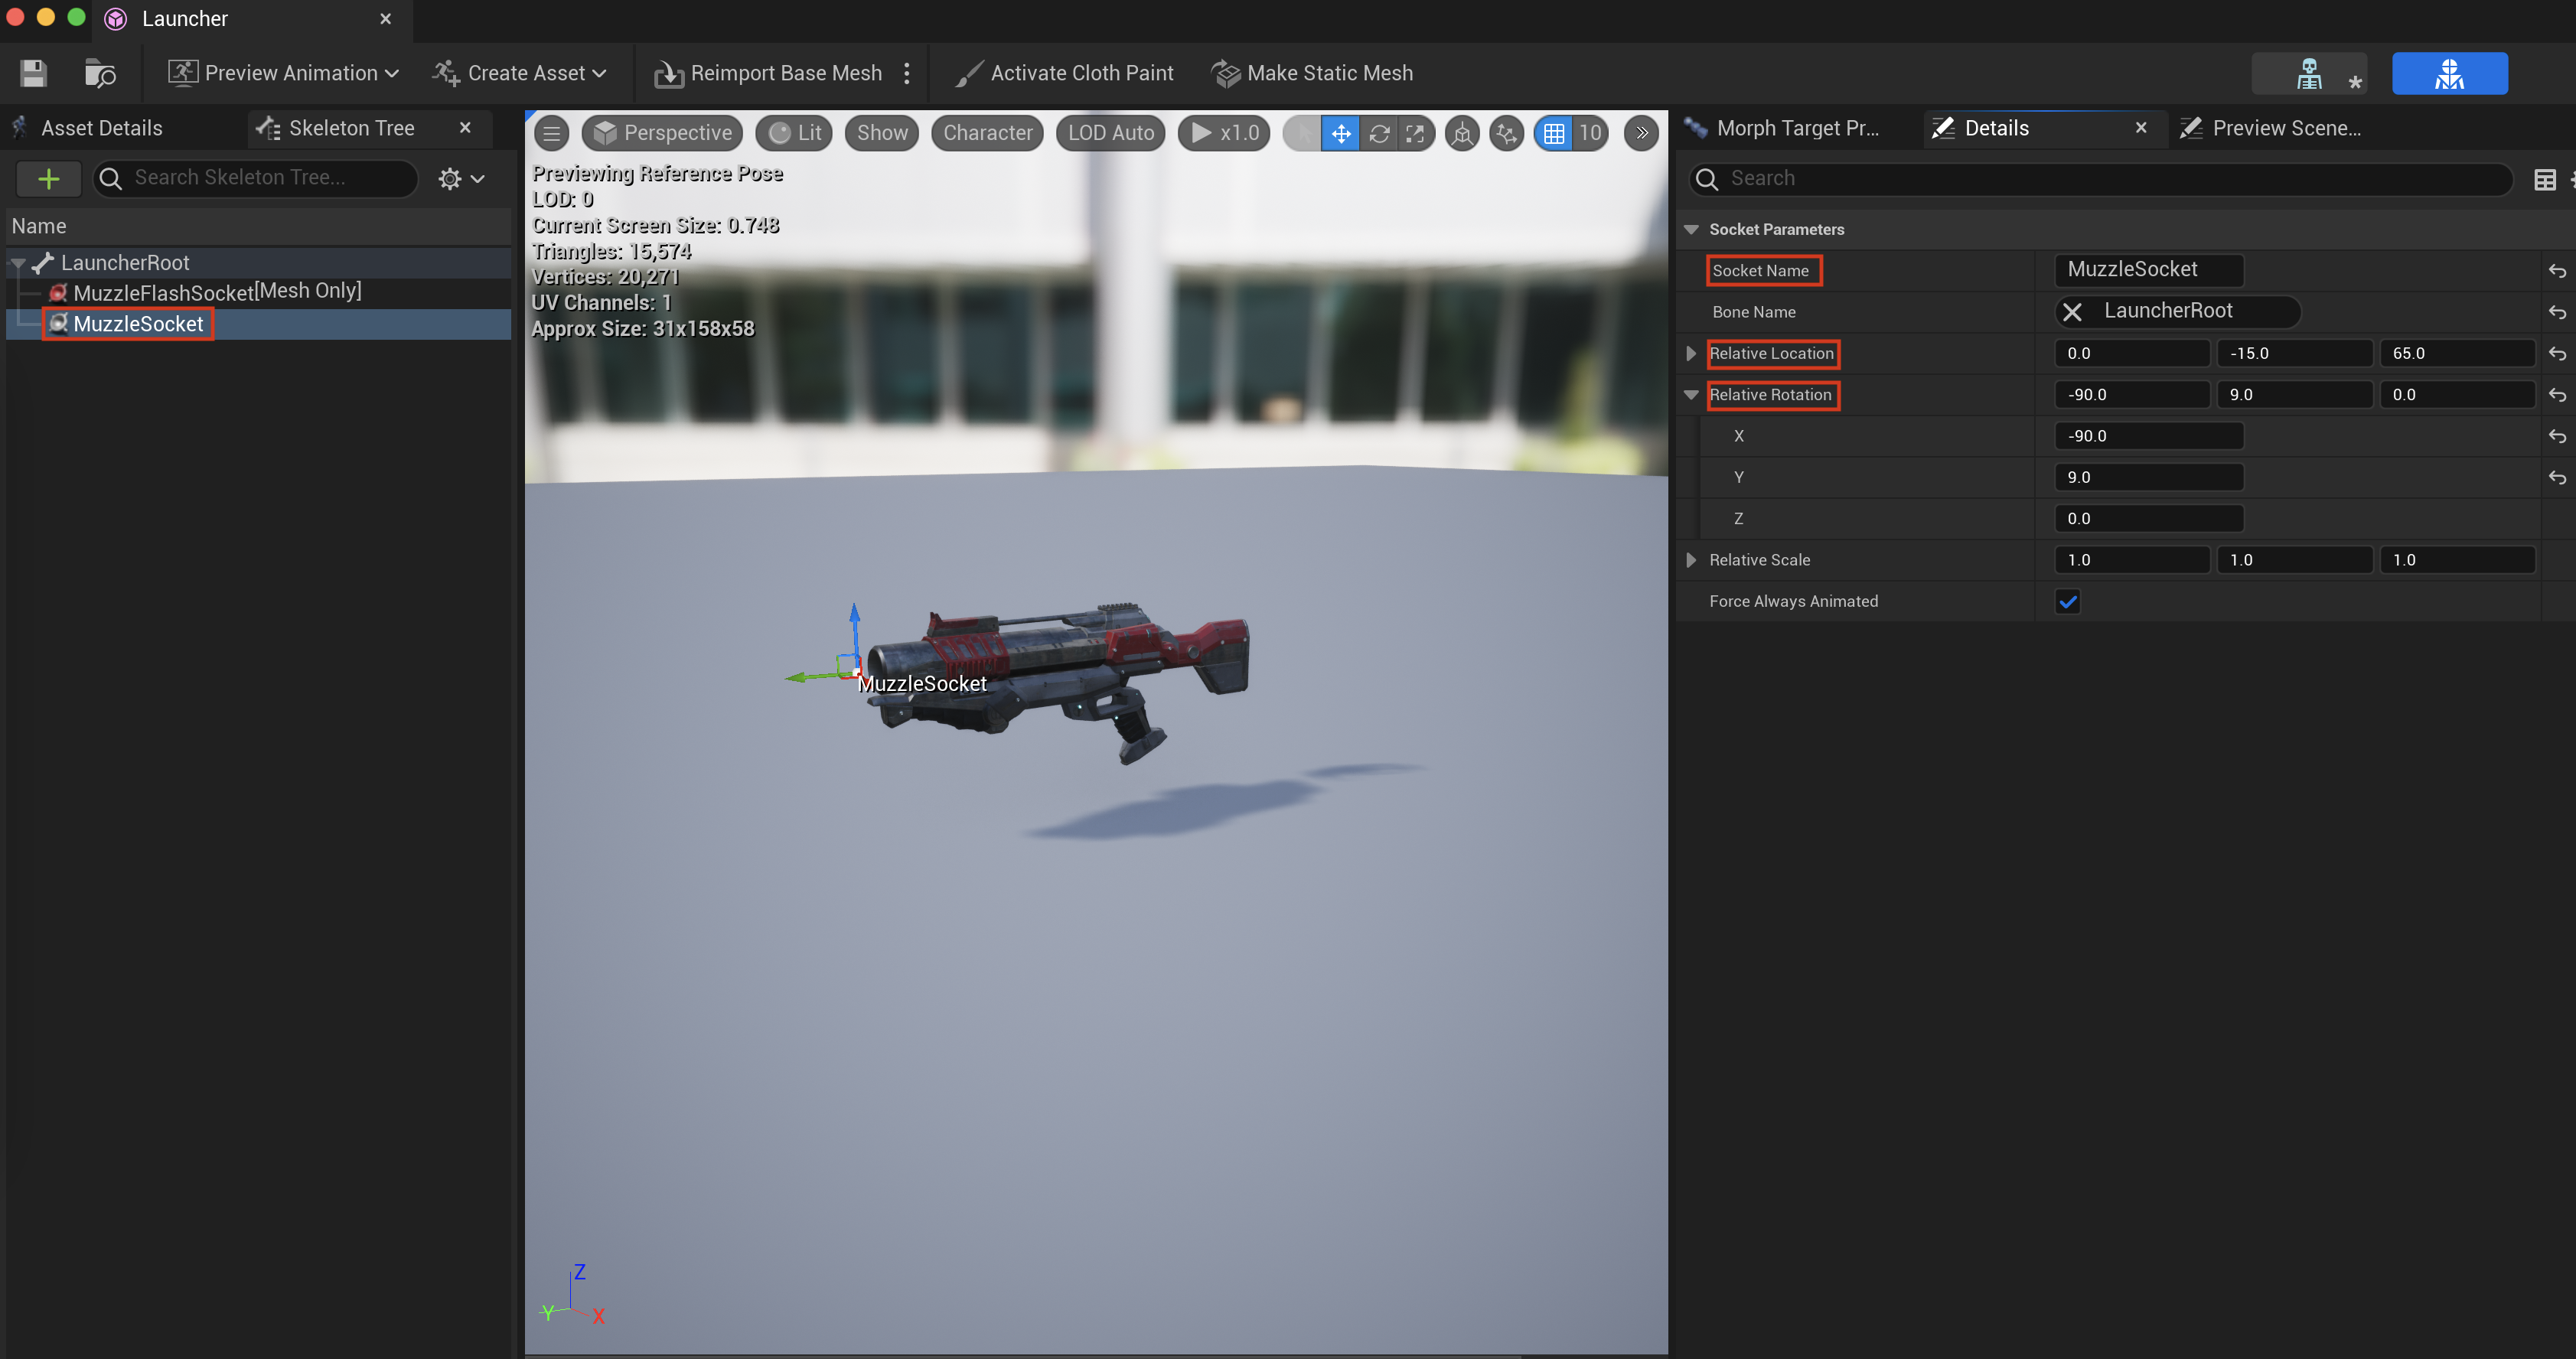 Launcher
Preview Animation Create Asset Reimport Base Mesh Activate Cloth Paint Make Static Mesh
Asset Details Skeleton Tree
Search Skeleton Tree...
Name
LauncherRoot
MuzzleFlashSocket[Mesh Only]
MuzzleSocket
Perspective Lit Show Character LOD Auto x1.0 10
Previewing Reference Pose
LOD: 0
Current Screen Size: 0.748
Triangles: 15,574
Vertices: 20,271
UV Channels: 1
Approx Size: 31x158x58
MuzzleSocket
Z
Y
X
Morph Target Pr... Details Preview Scene...
Search
Socket Parameters
Socket Name MuzzleSocket
Bone Name LauncherRoot
Relative Location 0.0 -15.0 65.0
Relative Rotation -90.0 9.0 0.0
X -90.0
Y 9.0
Z 0.0
Relative Scale 1.0 1.0 1.0
Force Always Animated